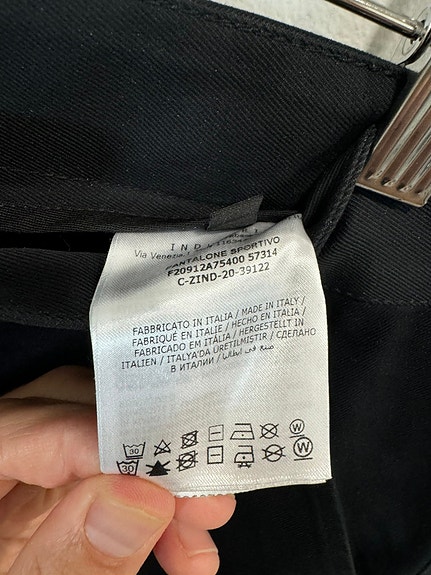 I N D
Via Venezia
PANTALONE SPORTIVO
F20912A75400 57314
C-ZIND-20-39122
FABBRICATO IN ITALIA / MADE IN ITALY /
FABRIQUÉ EN ITALIE / HECHO EN ITALIA /
FABRICADO EM ITÁLIA / HERGESTELLT IN
ITALIEN / ITALYA'DA ÜRETILMISTIR / СДЕЛАНО
В ИТАЛИИ / صنع في ايطاليا
30 W
30 W